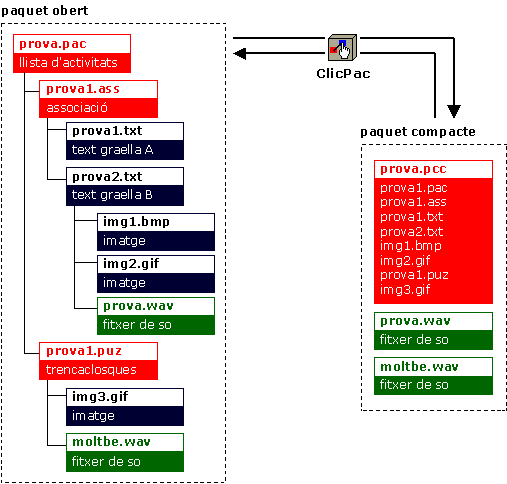 paquet obert
prova.pac
llista d'activitats
prova1.ass
associació
prova1.txt
text graella A
prova2.txt
text graella B
img1.bmp
imatge
img2.gif
imatge
prova.wav
fitxer de so
prova1.puz
trencaclosques
img3.gif
imatge
moltbe.wav
fitxer de so
ClicPac
paquet compacte
prova.pcc
prova1.pac
prova1.ass
prova1.txt
prova2.txt
img1.bmp
img2.gif
prova1.puz
img3.gif
prova.wav
fitxer de so
moltbe.wav
fitxer de so